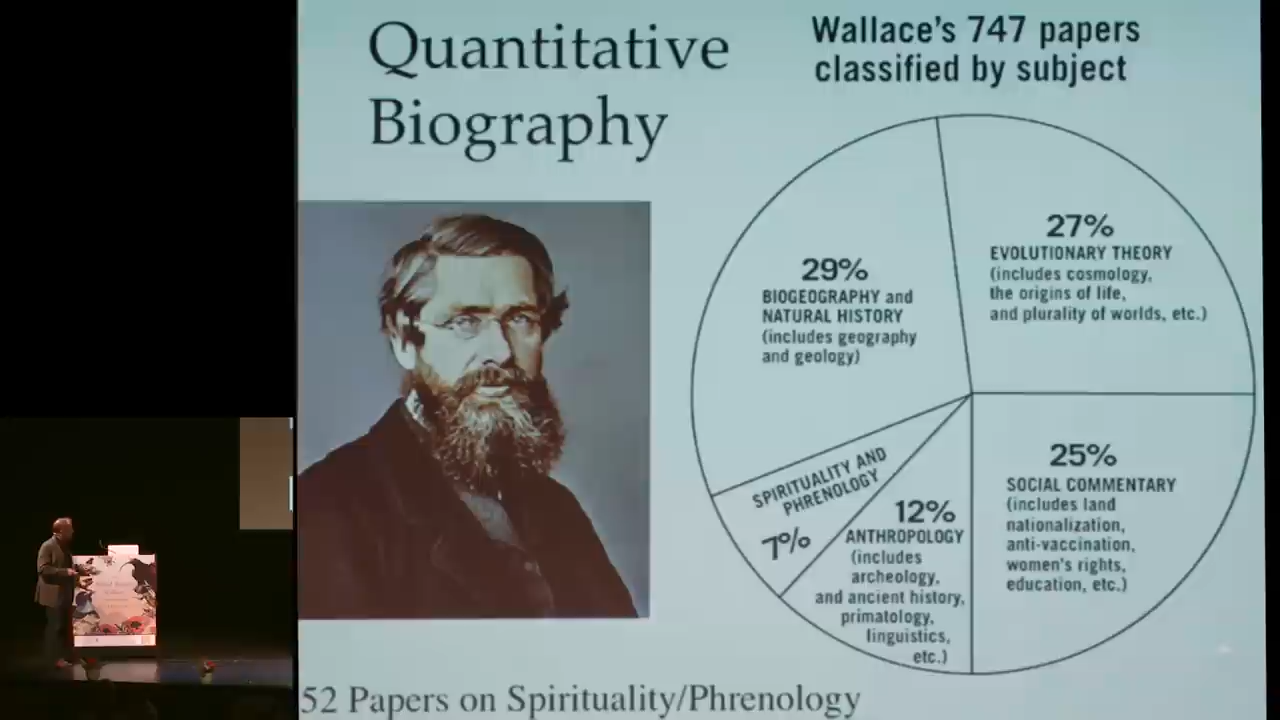 Quantitative
Biography
Wallace's 747 papers
classified by subject
29%
BIOGEOGRAPHY and
NATURAL HISTORY
(includes geography
and geology)
27%
EVOLUTIONARY THEORY
(includes cosmology,
the origins of life,
and plurality of worlds, etc.)
SPIRITUALITY AND
PHRENOLOGY
7%
12%
ANTHROPOLOGY
(includes
archeology,
and ancient history,
primatology,
linguistics,
etc.)
25%
SOCIAL COMMENTARY
(includes land
nationalization,
anti-vaccination,
women's rights,
education, etc.)
52 Papers on Spirituality/Phrenology